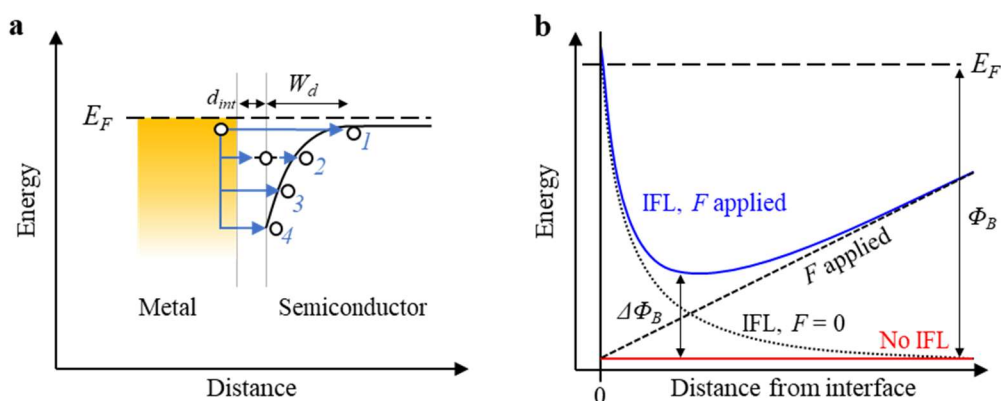 a
Energy
E_F
d_int
W_d
1
2
3
4
Metal
Semiconductor
Distance
b
Energy
E_F
IFL, F applied
Φ_B
F applied
ΔΦ_B
IFL, F = 0
No IFL
0
Distance from interface